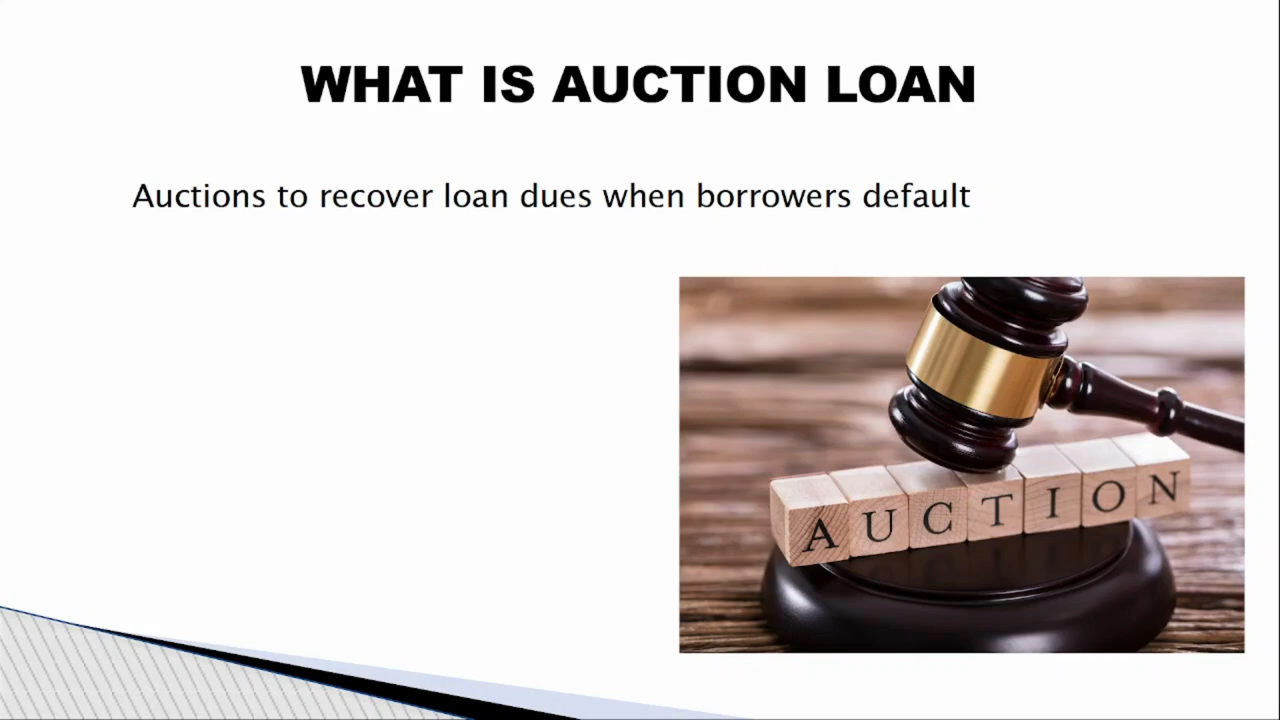 WHAT IS AUCTION LOAN
Auctions to recover loan dues when borrowers default
AUCTION